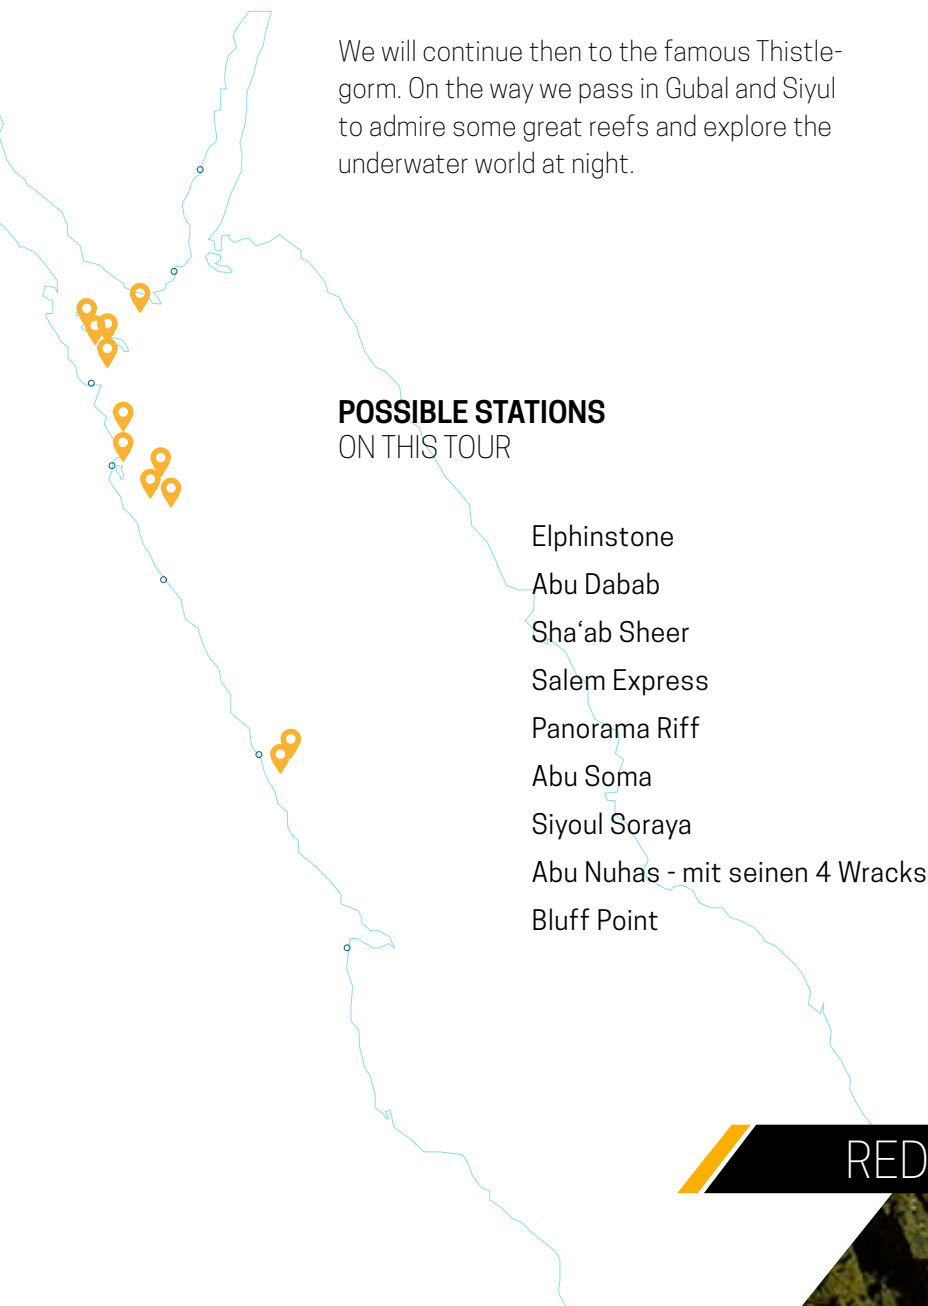 We will continue then to the famous Thistle-
gorm. On the way we pass in Gubal and Siyul
to admire some great reefs and explore the
underwater world at night.
POSSIBLE STATIONS
ON THIS TOUR
Elphinstone
Abu Dabab
Sha‘ab Sheer
Salem Express
Panorama Riff
Abu Soma
Siyoul Soraya
Abu Nuhas - mit seinen 4 Wracks
Bluff Point
RED